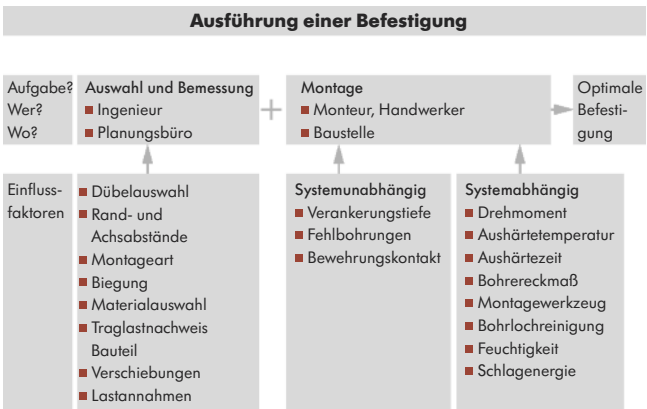 Ausführung einer Befestigung
Aufgabe?
Wer?
Wo?
Auswahl und Bemessung
Ingenieur
Planungsbüro
+
Montage
Monteur, Handwerker
Baustelle
Optimale
Befesti-
gung
Einfluss-
faktoren
Dübelauswahl
Rand- und
Achsabstände
Montageart
Biegung
Materialauswahl
Traglastnachweis
Bauteil
Verschiebungen
Lastannahmen
Systemunabhängig
Verankerungstiefe
Fehlbohrungen
Bewehrungskontakt
Systemabhängig
Drehmoment
Aushärtetemperatur
Aushärtezeit
Bohrereckmaß
Montagewerkzeug
Bohrlochreinigung
Feuchtigkeit
Schlagenergie